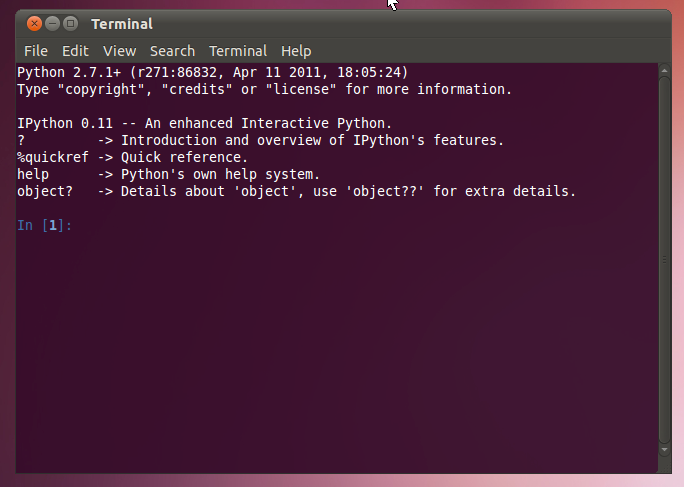 Terminal
File Edit View Search Terminal Help
Python 2.7.1+ (r271:86832, Apr 11 2011, 18:05:24)
Type "copyright", "credits" or "license" for more information.
IPython 0.11 -- An enhanced Interactive Python.
?         -> Introduction and overview of IPython's features.
%quickref -> Quick reference.
help      -> Python's own help system.
object?   -> Details about 'object', use 'object??' for extra details.
In [1]: